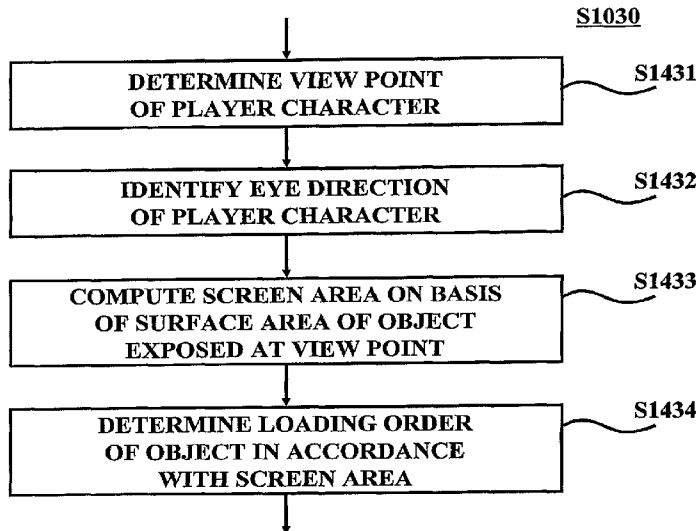 S1030
DETERMINE VIEW POINT
OF PLAYER CHARACTER
S1431
IDENTIFY EYE DIRECTION
OF PLAYER CHARACTER
S1432
COMPUTE SCREEN AREA ON BASIS
OF SURFACE AREA OF OBJECT
EXPOSED AT VIEW POINT
S1433
DETERMINE LOADING ORDER
OF OBJECT IN ACCORDANCE
WITH SCREEN AREA
S1434